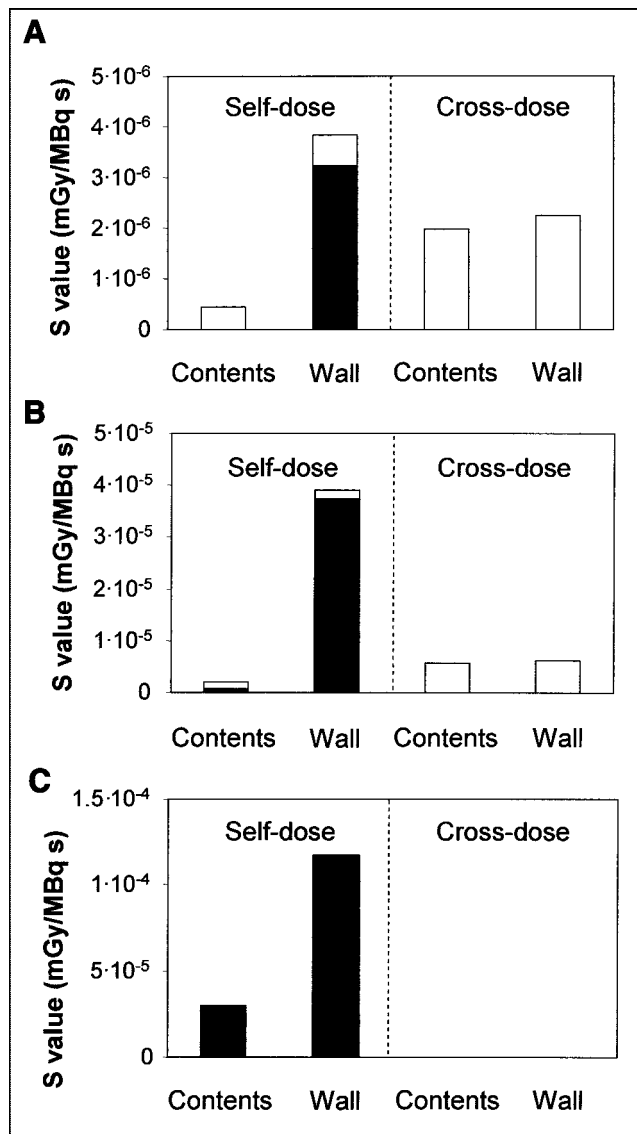 A
S value (mGy/MBq s)
5·10⁻⁶
4·10⁻⁶
3·10⁻⁶
2·10⁻⁶
1·10⁻⁶
0
Self-dose
Cross-dose
Contents Wall Contents Wall
B
S value (mGy/MBq s)
5·10⁻⁵
4·10⁻⁵
3·10⁻⁵
2·10⁻⁵
1·10⁻⁵
0
Self-dose
Cross-dose
Contents Wall Contents Wall
C
S value (mGy/MBq s)
1.5·10⁻⁴
1·10⁻⁴
5·10⁻⁵
0
Self-dose
Cross-dose
Contents Wall Contents Wall